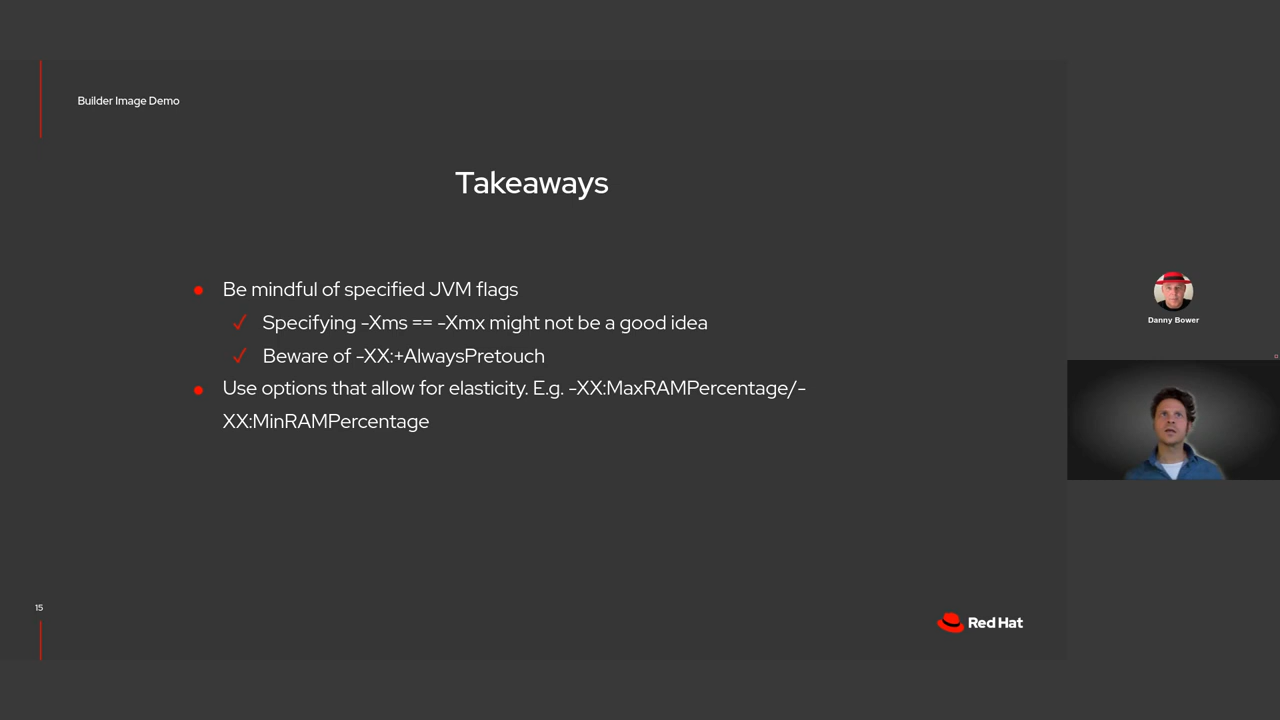 Builder Image Demo
Takeaways
Be mindful of specified JVM flags
Specifying -Xms == -Xmx might not be a good idea
Beware of -XX:+AlwaysPretouch
Use options that allow for elasticity. E.g. -XX:MaxRAMPercentage/-
XX:MinRAMPercentage
Danny Bower
15
Red Hat